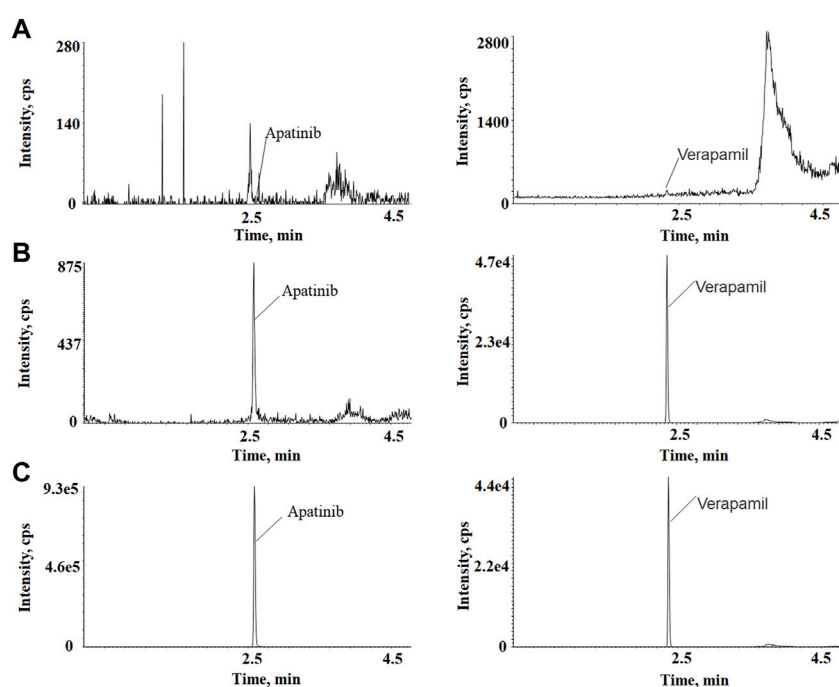 A
Intensity, cps
280
140
0
Apatinib
2.5
4.5
Time, min
Intensity, cps
2800
1400
0
Verapamil
2.5
4.5
Time, min
B
Intensity, cps
875
437
0
Apatinib
2.5
4.5
Time, min
Intensity, cps
4.7e4
2.3e4
0
Verapamil
2.5
4.5
Time, min
C
Intensity, cps
9.3e5
4.6e5
0
Apatinib
2.5
4.5
Time, min
Intensity, cps
4.4e4
2.2e4
0
Verapamil
2.5
4.5
Time, min